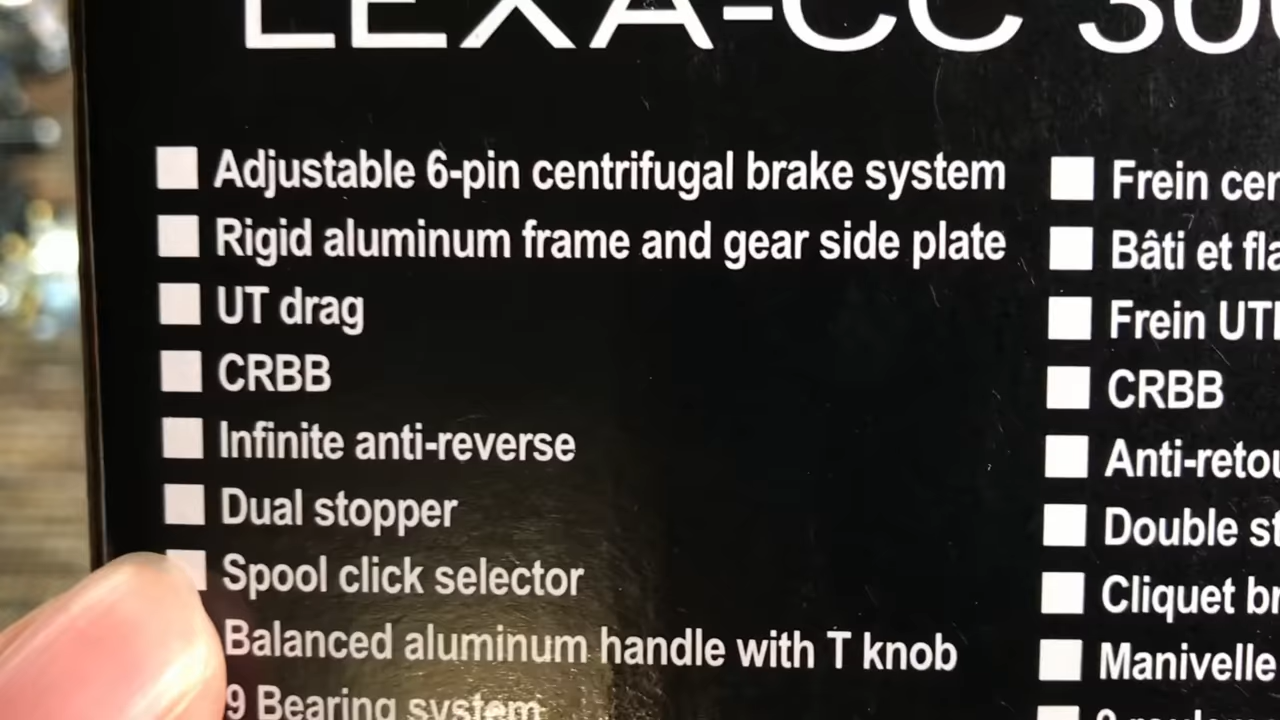 LEXA-CC 300
Adjustable 6-pin centrifugal brake system
Rigid aluminum frame and gear side plate
UT drag
CRBB
Infinite anti-reverse
Dual stopper
Spool click selector
Balanced aluminum handle with T knob
9 Bearing system
Frein cen
Bâti et fla
Frein UT
CRBB
Anti-retou
Double st
Cliquet br
Manivelle